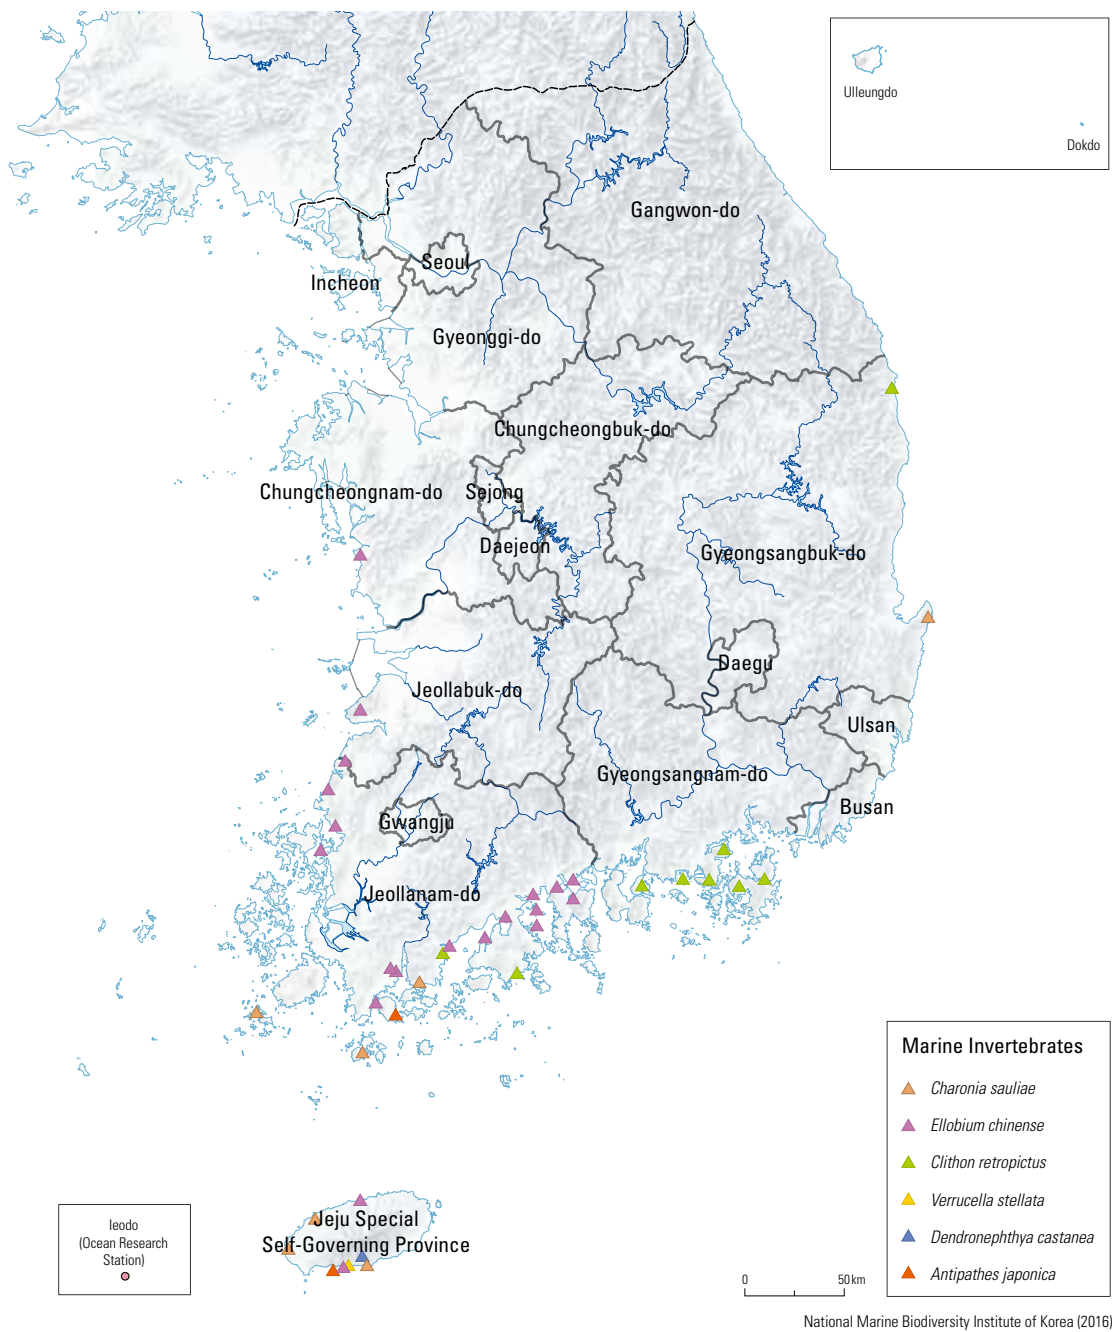 Ulleungdo
Dokdo
Gangwon-do
Seoul
Incheon
Gyeonggi-do
Chungcheongbuk-do
Chungcheongnam-do
Sejong
Daejeon
Gyeongsangbuk-do
Daegu
Jeollabuk-do
Ulsan
Gyeongsangnam-do
Busan
Gwangju
Jeollanam-do
Marine Invertebrates
Charonia sauliae
Ellobium chinense
Clithon retropictus
Verrucella stellata
Dendronephthya castanea
Antipathes japonica
Jeju Special
Self-Governing Province
Ieodo
(Ocean Research
Station)
0 50km
National Marine Biodiversity Institute of Korea (2016)